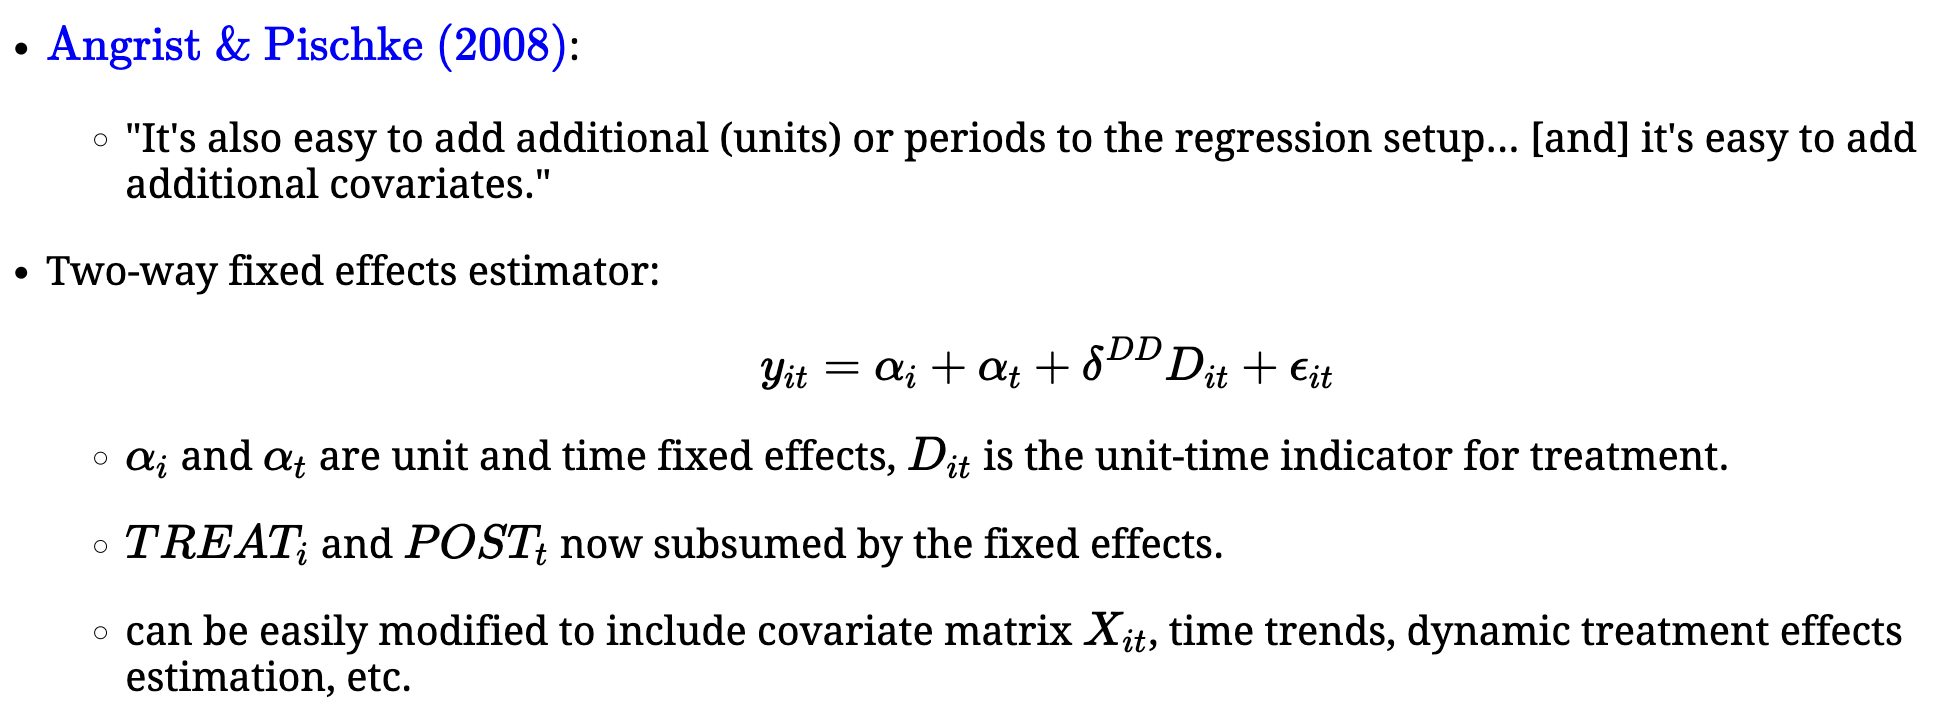 • Angrist & Pischke (2008):
◦ "It's also easy to add additional (units) or periods to the regression setup... [and] it's easy to add
additional covariates."
• Two-way fixed effects estimator:
$y_{it} = \alpha_i + \alpha_t + \delta^{DD} D_{it} + \epsilon_{it}$
◦ $\alpha_i$ and $\alpha_t$ are unit and time fixed effects, $D_{it}$ is the unit-time indicator for treatment.
◦ $TREAT_i$ and $POST_t$ now subsumed by the fixed effects.
◦ can be easily modified to include covariate matrix $X_{it}$, time trends, dynamic treatment effects
estimation, etc.